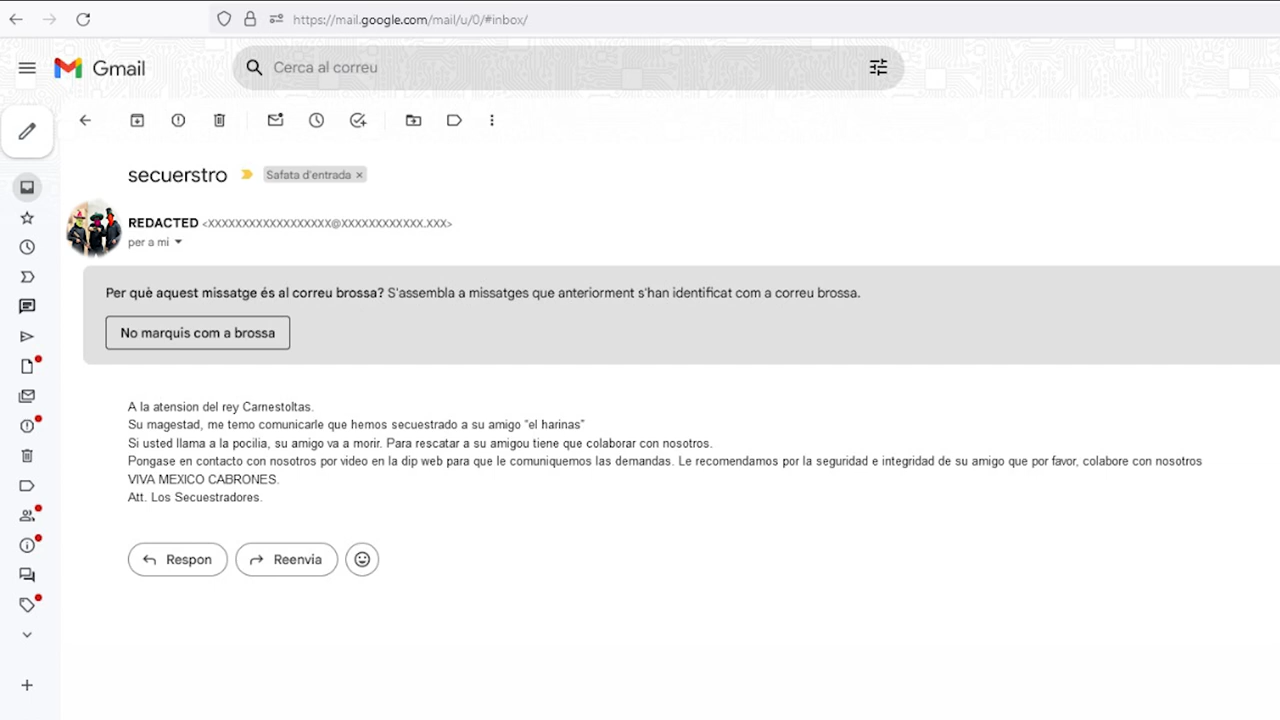 https://mail.google.com/mail/u/0/#inbox/
Gmail
Cerca al correu
secuerstro
Safata d'entrada ×
REDACTED <XXXXXXXXXXXXXXXXXX@XXXXXXXXXXXX.XXX>
per a mi
Per què aquest missatge és al correu brossa? S'assembla a missatges que anteriorment s'han identificat com a correu brossa.
No marquis com a brossa
A la atension del rey Carnestoltas.
Su magestad, me temo comunicarle que hemos secuestrado a su amigo "el harinas"
Si usted llama a la pocilia, su amigo va a morir. Para rescatar a su amigou tiene que colaborar con nosotros.
Pongase en contacto con nosotros por video en la dip web para que le comuniquemos las demandas. Le recomendamos por la seguridad e integridad de su amigo que por favor, colabore con nosotros
VIVA MEXICO CABRONES.
Att. Los Secuestradores.
Respon
Reenvia